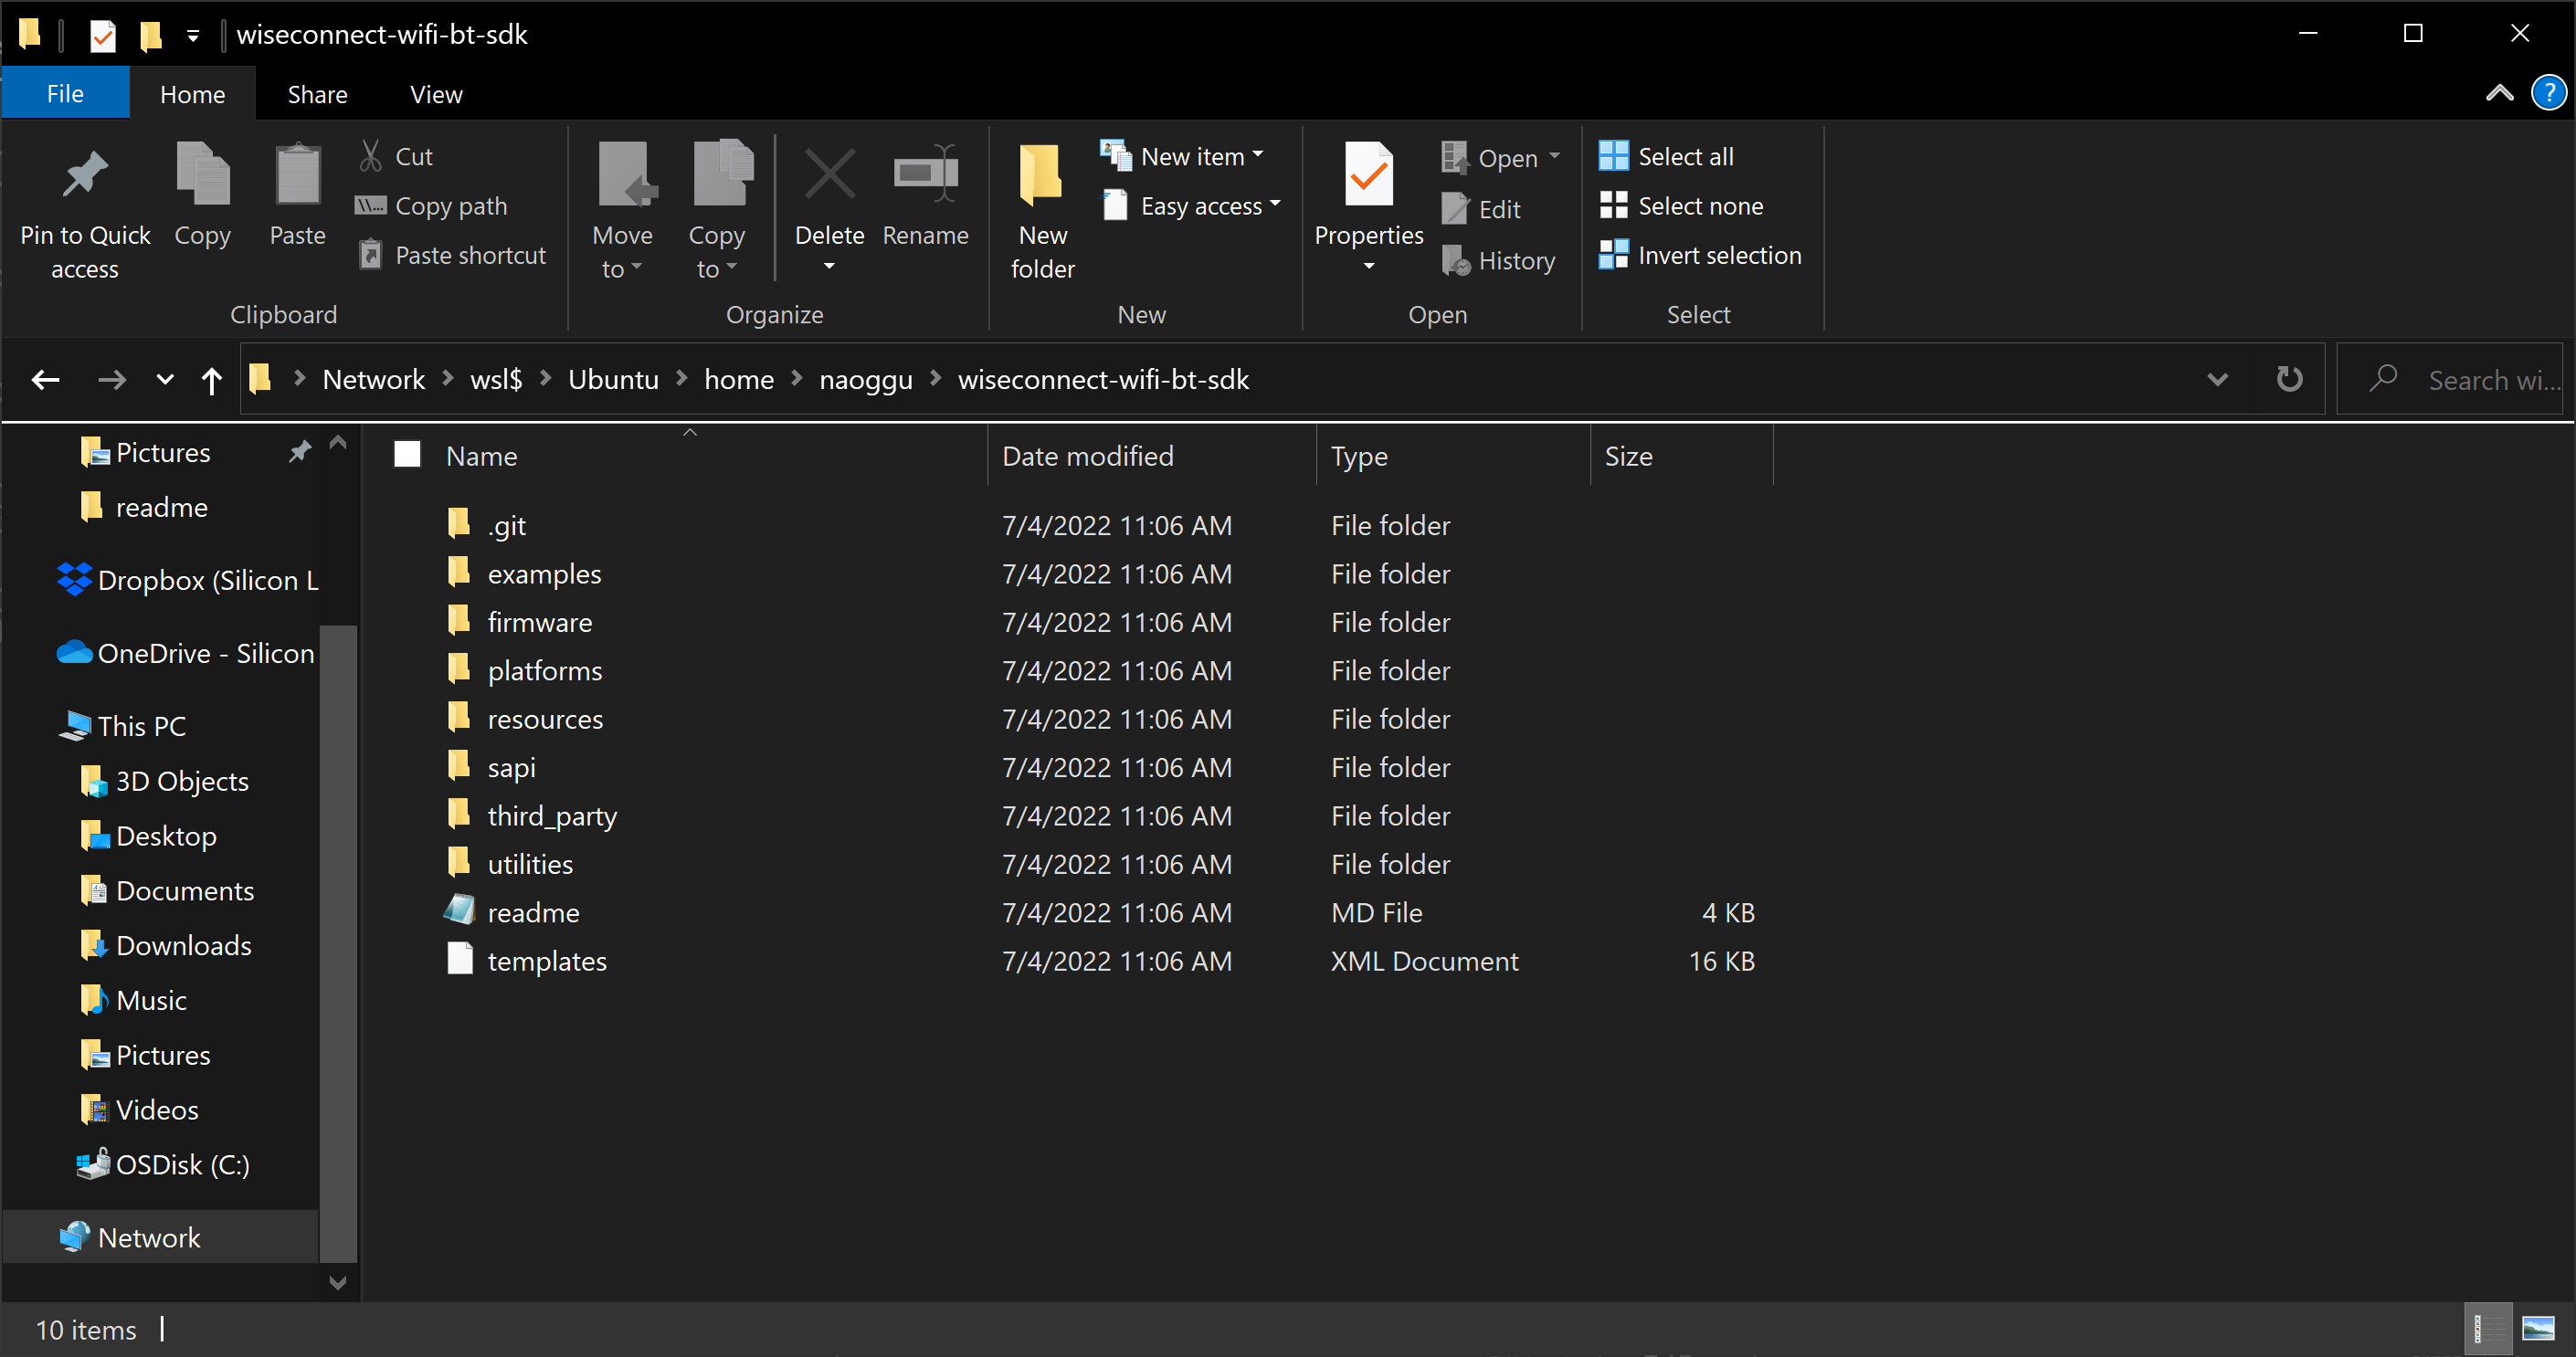 wiseconnect-wifi-bt-sdk
File Home Share View
Pin to Quick access
Copy
Paste
Cut
Copy path
Paste shortcut
Clipboard
Move to
Copy to
Delete
Rename
Organize
New folder
New item
Easy access
New
Properties
Open
Edit
History
Open
Select all
Select none
Invert selection
Select
Network wsl$ Ubuntu home naoggu wiseconnect-wifi-bt-sdk
Search wi...
Pictures
readme
Dropbox (Silicon L
OneDrive - Silicon
This PC
3D Objects
Desktop
Documents
Downloads
Music
Pictures
Videos
OSDisk (C:)
Network
Name Date modified Type Size
.git 7/4/2022 11:06 AM File folder
examples 7/4/2022 11:06 AM File folder
firmware 7/4/2022 11:06 AM File folder
platforms 7/4/2022 11:06 AM File folder
resources 7/4/2022 11:06 AM File folder
sapi 7/4/2022 11:06 AM File folder
third_party 7/4/2022 11:06 AM File folder
utilities 7/4/2022 11:06 AM File folder
readme 7/4/2022 11:06 AM MD File 4 KB
templates 7/4/2022 11:06 AM XML Document 16 KB
10 items